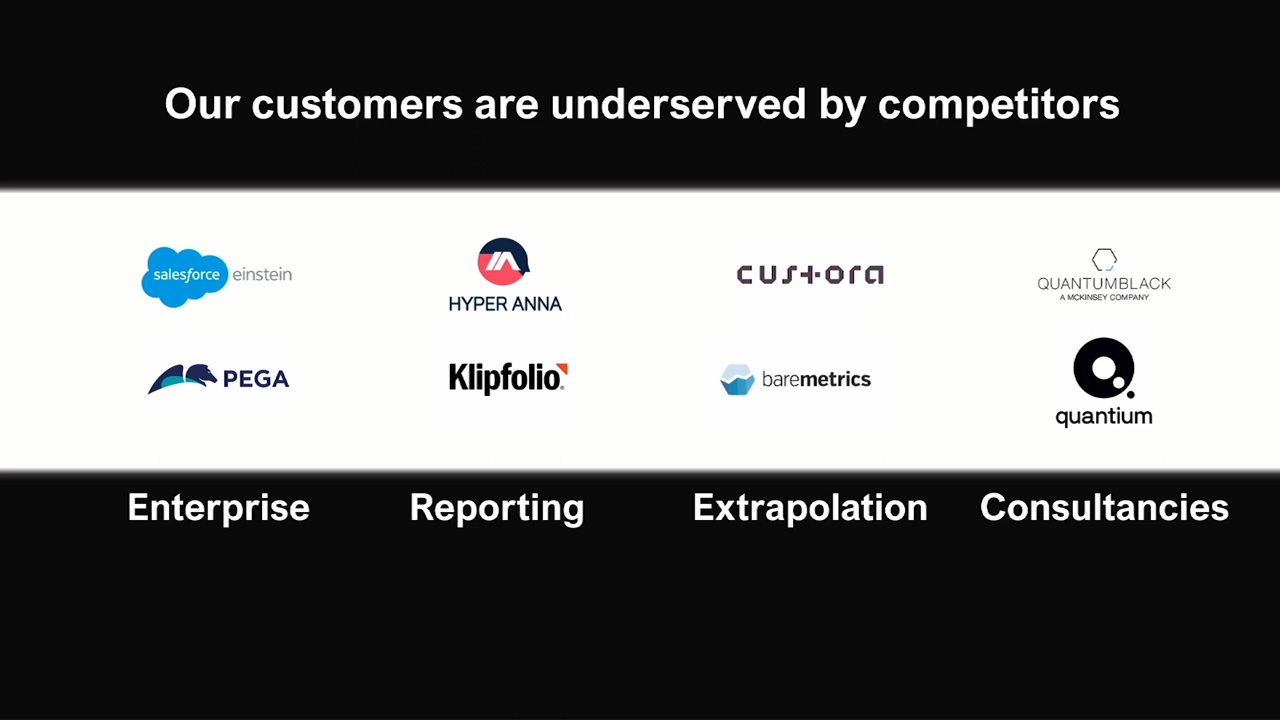 Our customers are underserved by competitors
salesforce einstein
HYPER ANNA
custora
QUANTUMBLACK
A MCKINSEY COMPANY
PEGA
Klipfolio
baremetrics
quantium
Enterprise
Reporting
Extrapolation
Consultancies